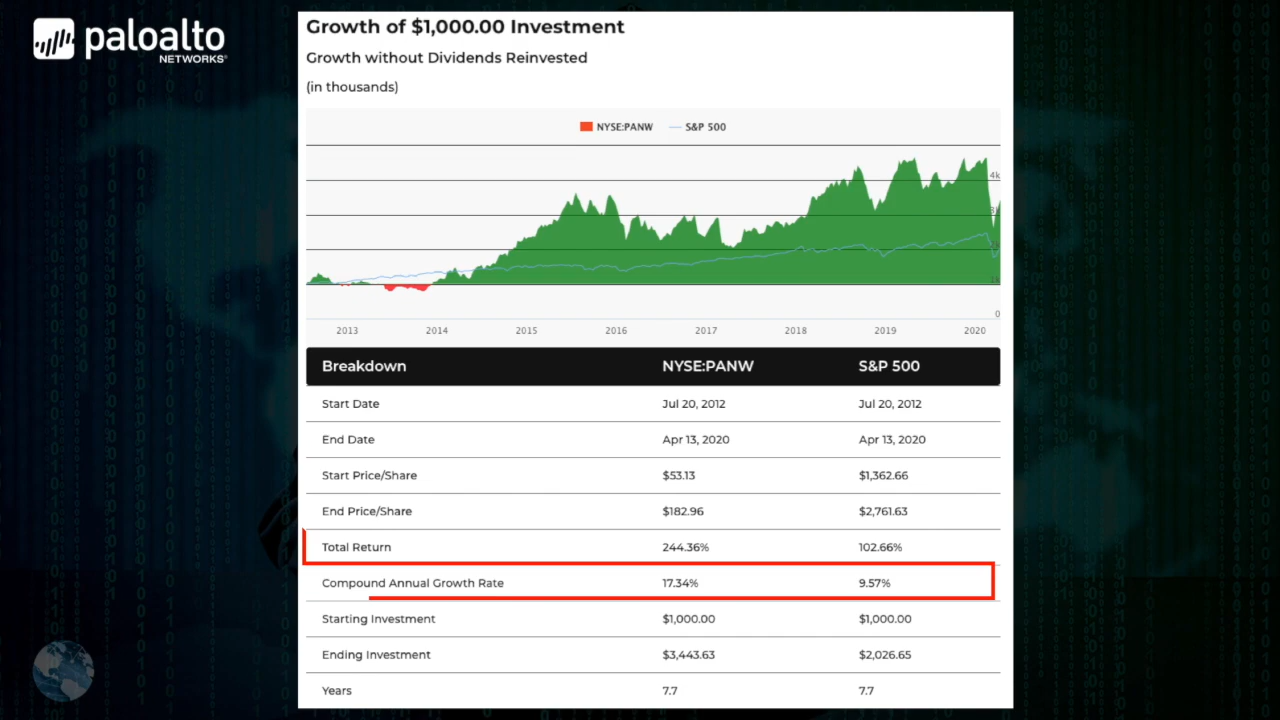 paloalto
NETWORKS
Growth of $1,000.00 Investment
Growth without Dividends Reinvested
(in thousands)
NYSE:PANW S&P 500
4k
0
2013 2014 2015 2016 2017 2018 2019 2020
Breakdown NYSE:PANW S&P 500
Start Date Jul 20, 2012 Jul 20, 2012
End Date Apr 13, 2020 Apr 13, 2020
Start Price/Share $53.13 $1,362.66
End Price/Share $182.96 $2,761.63
Total Return 244.36% 102.66%
Compound Annual Growth Rate 17.34% 9.57%
Starting Investment $1,000.00 $1,000.00
Ending Investment $3,443.63 $2,026.65
Years 7.7 7.7